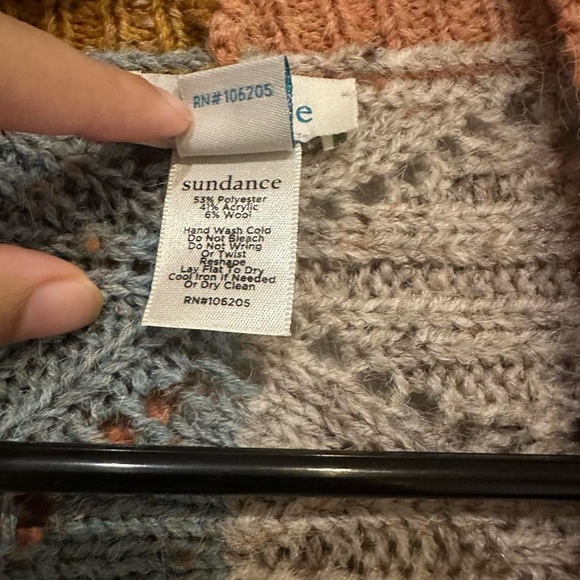 RN#106205
e
sundance
53% Polyester
41% Acrylic
6% Wool
Hand Wash Cold
Do Not Bleach
Do Not Wring
Or Twist
Reshape
Lay Flat To Dry
Cool Iron if Needed
Or Dry Clean
RN#106205